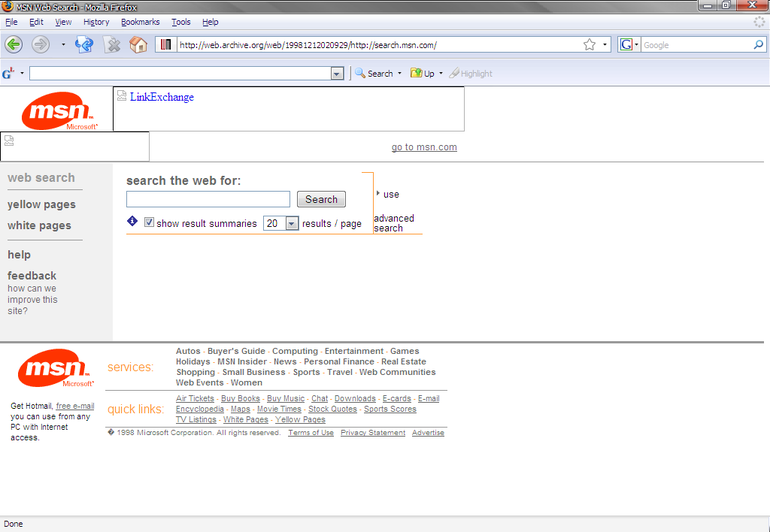 MSN Web Search - Mozilla Firefox
File Edit View History Bookmarks Tools Help
http://web.archive.org/web/19981212020929/http://search.msn.com/
G Google
G Search Up Highlight
LinkExchange
msn
Microsoft
go to msn.com
web search
yellow pages
white pages
help
feedback
how can we
improve this
site?
search the web for:
Search
use
show result summaries 20 results / page
advanced
search
msn
Microsoft
Get Hotmail, free e-mail
you can use from any
PC with Internet
access.
services:
Autos · Buyer's Guide · Computing · Entertainment · Games
Holidays · MSN Insider · News · Personal Finance · Real Estate
Shopping · Small Business · Sports · Travel · Web Communities
Web Events · Women
quick links:
Air Tickets · Buy Books · Buy Music · Chat · Downloads · E-cards · E-mail
Encyclopedia · Maps · Movie Times · Stock Quotes · Sports Scores
TV Listings · White Pages · Yellow Pages
� 1998 Microsoft Corporation. All rights reserved. Terms of Use Privacy Statement Advertise
Done